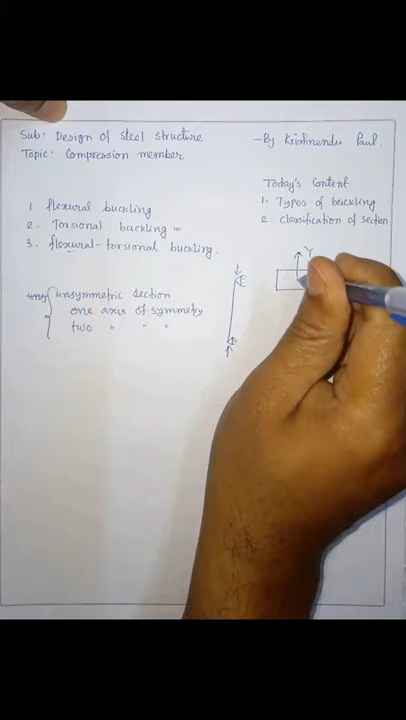 Sub: Design of Steel structure
-By Krishnendu Paul.
Topic: Compression member
Today's Content
1. Types of buckling
2. Classification of section
1 flexural buckling
2. Torsional buckling
3. flexural-torsional buckling.
Y
unsymmetric section
one axis of symmetry
two " " "